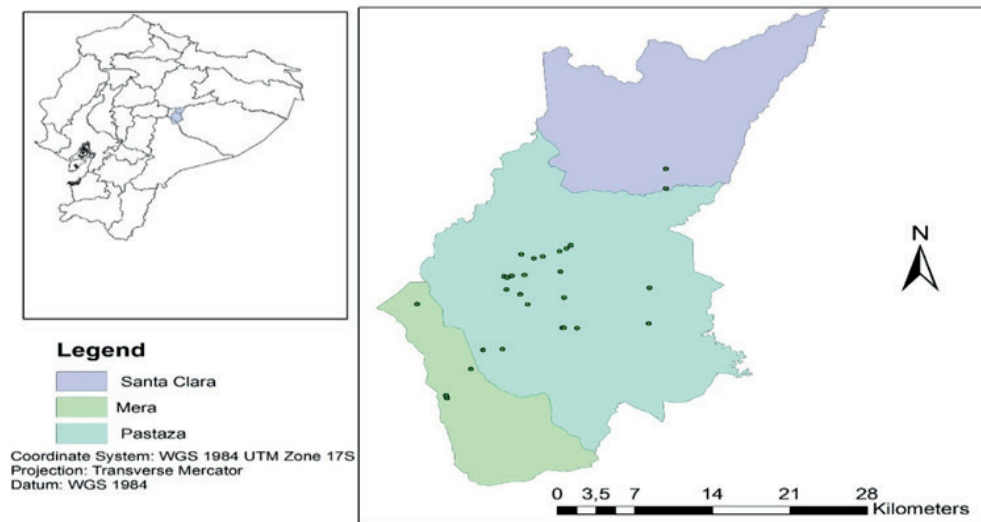 Legend
Santa Clara
Mera
Pastaza
Coordinate System: WGS 1984 UTM Zone 17S
Projection: Transverse Mercator
Datum: WGS 1984
N
0 3,5 7 14 21 28
Kilometers